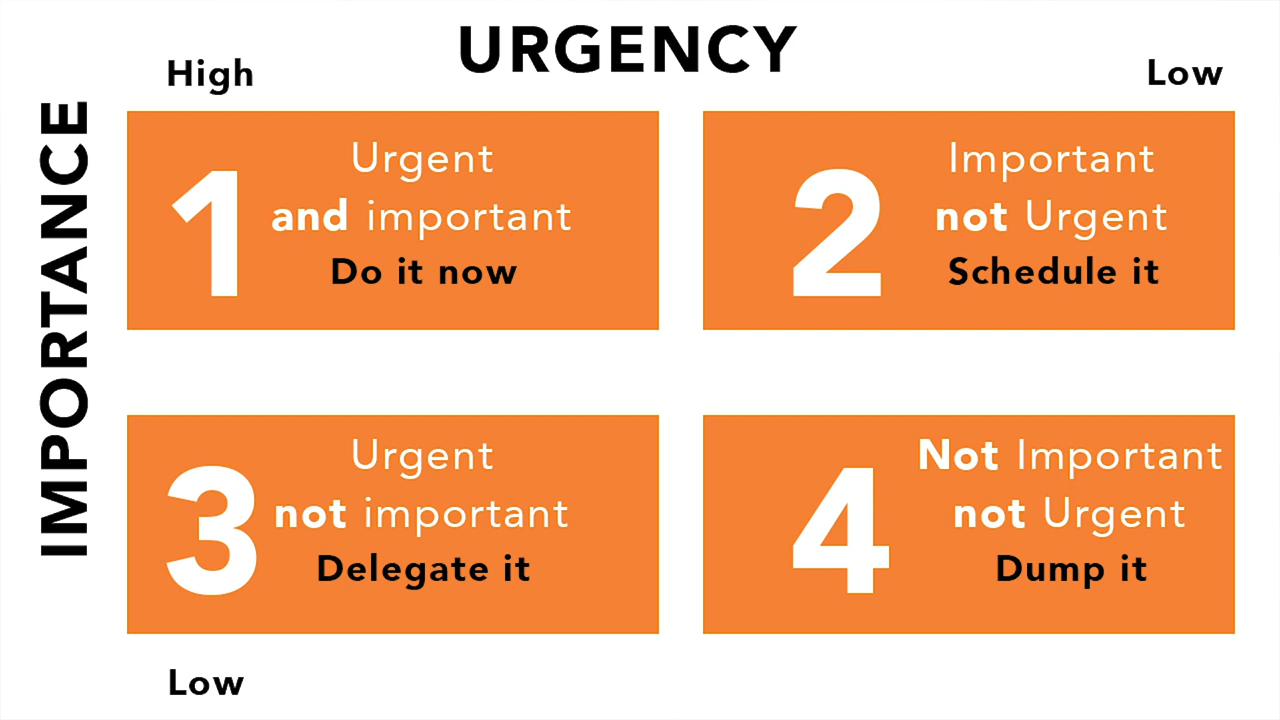 URGENCY
High
Low
IMPORTANCE
1
Urgent
and important
Do it now
2
Important
not Urgent
Schedule it
3
Urgent
not important
Delegate it
4
Not Important
not Urgent
Dump it
Low